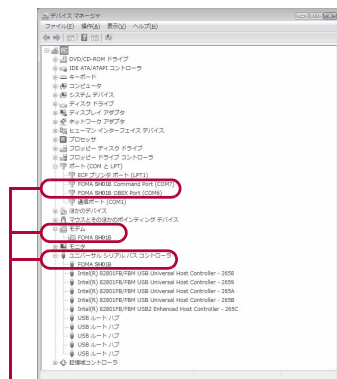 デバイス マネージャ
ファイル(F) 操作(A) 表示(V) ヘルプ(H)
DVD/CD-ROM ドライブ
IDE ATA/ATAPI コントローラ
キーボード
コンピュータ
システム デバイス
ディスク ドライブ
ディスプレイ アダプタ
ネットワーク アダプタ
ヒューマン インターフェイス デバイス
プロセッサ
フロッピー ディスク ドライブ
フロッピー ドライブ コントローラ
ポート (COM と LPT)
ECP プリンタ ポート (LPT1)
FOMA SH01B Command Port (COM7)
FOMA SH01B OBEX Port (COM6)
通信ポート (COM1)
ほかのデバイス
マウスとそのほかのポインティング デバイス
モデム
FOMA SH01B
モニタ
ユニバーサル シリアル バス コントローラ
FOMA SH01B
Intel(R) 82801FB/FBM USB Universal Host Controller - 2658
Intel(R) 82801FB/FBM USB Universal Host Controller - 2659
Intel(R) 82801FB/FBM USB Universal Host Controller - 265A
Intel(R) 82801FB/FBM USB Universal Host Controller - 265B
Intel(R) 82801FB/FBM USB2 Enhanced Host Controller - 265C
USB ルート ハブ
USB ルート ハブ
USB ルート ハブ
USB ルート ハブ
USB ルート ハブ
記憶域コントローラ